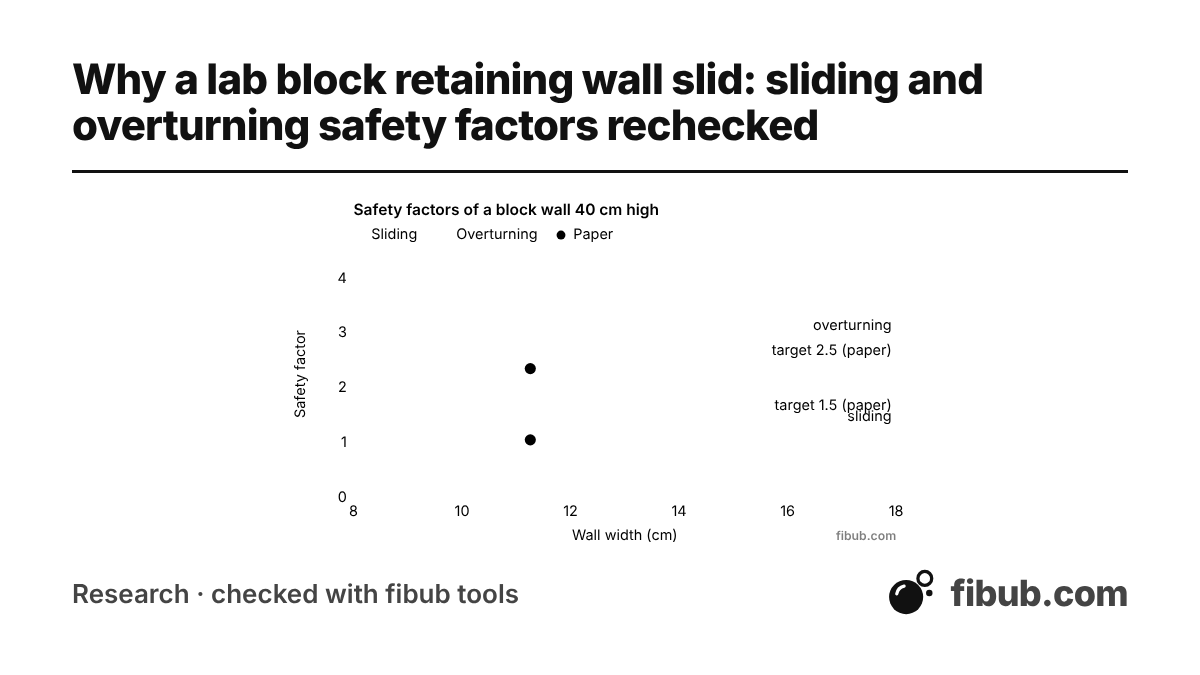 Why a lab block retaining wall slid: sliding and
overturning safety factors rechecked
Safety factors of a block wall 40 cm high
Sliding Overturning Paper
4
3
2
1
0
Safety factor
overturning
target 2.5 (paper)
target 1.5 (paper)
sliding
8 10 12 14 16 18
Wall width (cm)
fibub.com
Research · checked with fibub tools
fibub.com